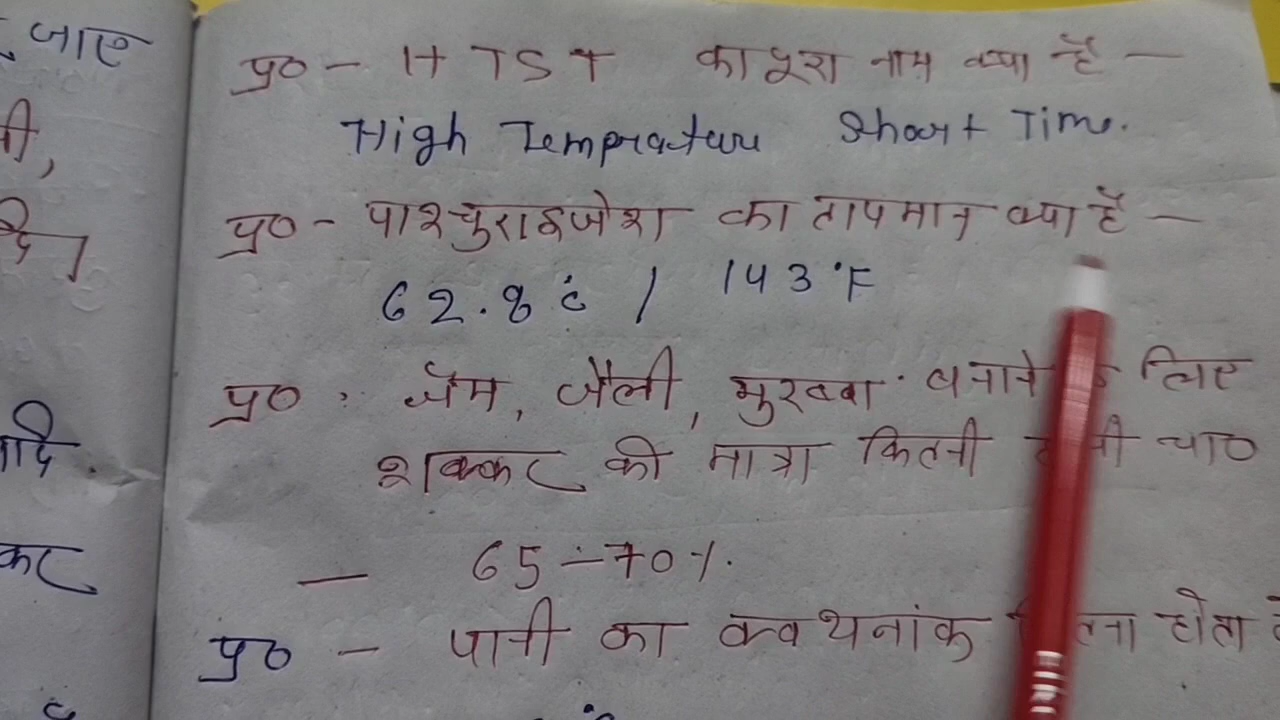 जाए
प्र० - HTST का पूरा नाम क्या है —
High Temprature Short Time.
प्र० - पाश्चुराइजेशन का तापमान क्या है —
62.8°c / 143°F
प्र० . जैम, जैली, मुरब्बा बनाने लिए
शक्कर की मात्रा कितनी चा०
— 65-70%.
प्र० - पानी का क्वथनांक होता